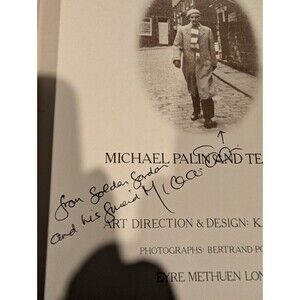 MICHAEL PALIN AND TE
from Golden Gordon
and his friend Michael
ART DIRECTION & DESIGN: K
PHOTOGRAPHS: BERTRAND PO
EYRE METHUEN LON